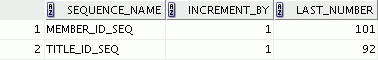 SEQUENCE_NAME INCREMENT_BY LAST_NUMBER
1 MEMBER_ID_SEQ 1 101
2 TITLE_ID_SEQ 1 92